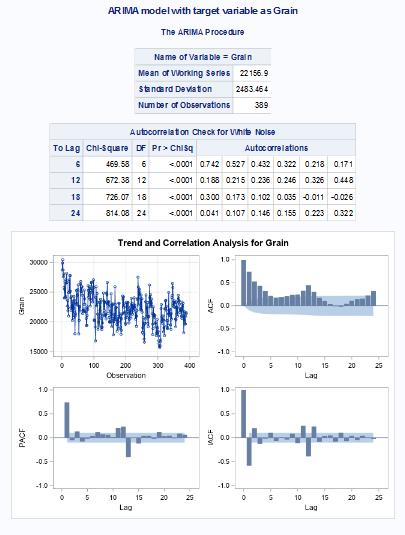 ARIMA model with target variable as Grain
The ARIMA Procedure
Name of Variable = Grain
Mean of Working Series 22156.9
Standard Deviation 2483.464
Number of Observations 389
Autocorrelation Check for White Noise
To Lag Chi-Square DF Pr > ChiSq Autocorrelations
6 469.58 6 <.0001 0.742 0.527 0.432 0.322 0.218 0.171
12 672.38 12 <.0001 0.188 0.215 0.236 0.246 0.326 0.448
18 726.07 18 <.0001 0.300 0.173 0.102 0.035 -0.011 -0.026
24 814.08 24 <.0001 0.041 0.107 0.146 0.155 0.223 0.322
Trend and Correlation Analysis for Grain
30000
25000
20000
15000
Grain
0 100 200 300 400
Observation
1.0
0.5
0.0
-0.5
-1.0
ACF
0 5 10 15 20 25
Lag
1.0
0.5
0.0
-0.5
-1.0
PACF
0 5 10 15 20 25
Lag
1.0
0.5
0.0
-0.5
-1.0
IACF
0 5 10 15 20 25
Lag